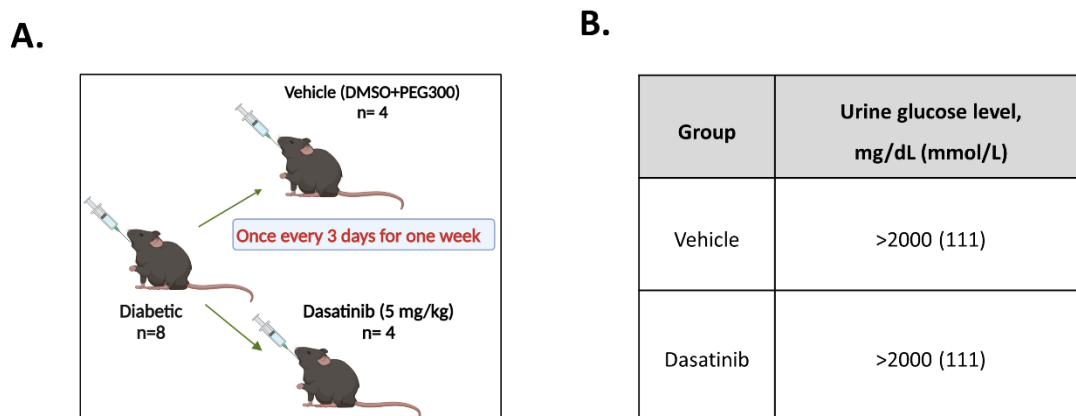 A.
Vehicle (DMSO+PEG300)
n= 4
Once every 3 days for one week
Diabetic
n=8
Dasatinib (5 mg/kg)
n= 4
B.
Group
Urine glucose level,
mg/dL (mmol/L)
Vehicle
>2000 (111)
Dasatinib
>2000 (111)